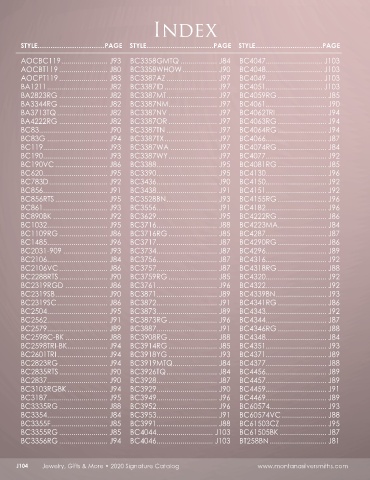 INDEX
STYLE PAGE STYLE PAGE STYLE PAGE
AOCBC119 J93
AOCBT119 J80
AOCPT119 J83
BA1211 J82
BA2823RG J82
BA3344RG J82
BA3713TQ J82
BA4222RG J82
BC83 J90
BC83G J94
BC119 J93
BC190 J93
BC190VC J86
BC620 J95
BC783D J92
BC856 J91
BC856RTS J95
BC861 J93
BC890BK J92
BC1032 J95
BC1109RG J86
BC1485 J96
BC2031-909 J93
BC2106 J84
BC2106VC J86
BC2288RTS J90
BC2319RGD J86
BC2319SB J90
BC2319SC J86
BC2504 J95
BC2562 J91
BC2579 J89
BC2598C-BK J88
BC2598TRI BK J94
BC2601TRI J94
BC2823RG J94
BC2835RTS J90
BC2837 J90
BC3103RGBK J94
BC3187 J95
BC3335RG J88
BC3354 J84
BC3355F J85
BC3355RG J85
BC3356RG J94
BC3358GMTQ J84
BC3358WHOW J90
BC3387AZ J97
BC3387ID J97
BC3387MT J97
BC3387NM J97
BC3387NV J97
BC3387OR J97
BC3387TN J97
BC3387TX J97
BC3387WA J97
BC3387WY J97
BC3388 J95
BC3390 J95
BC3436 J90
BC3438 J91
BC3528BN J93
BC3556 J91
BC3629 J95
BC3716 J88
BC3716RG J85
BC3717 J87
BC3734 J87
BC3756 J87
BC3757 J87
BC3759RG J85
BC3761 J96
BC3871 J89
BC3872 J91
BC3873 J89
BC3873RG J96
BC3887 J91
BC3908RG J88
BC3914RG J85
BC3918YG J93
BC3919MTQ J84
BC3926TQ J84
BC3928 J87
BC3929 J90
BC3949 J96
BC3952 J96
BC3953 J91
BC3991 J88
BC4044 J103
BC4046 J103
BC4047 J103
BC4048 J103
BC4049 J103
BC4051 J103
BC4059RG J85
BC4061 J90
BC4062TRI J94
BC4063RG J94
BC4064RG J94
BC4066 J87
BC4074RG J84
BC4077 J92
BC4081RG J85
BC4130 J96
BC4150 J92
BC4151 J92
BC4155RG J96
BC4182 J96
BC4222RG J86
BC4223MA J84
BC4287 J87
BC4290RG J86
BC4296 J89
BC4316 J92
BC4318RG J88
BC4320 J92
BC4322 J92
BC4339BN J93
BC4341RG J86
BC4343 J92
BC4344 J87
BC4346RG J88
BC4348 J84
BC4351 J93
BC4371 J89
BC4377 J88
BC4456 J89
BC4457 J89
BC4459 J91
BC4469 J89
BC60574 J93
BC60574VC J88
BC61503CZ J95
BC61505BK J87
BT258BN J81
J104 Jewelry, Gifts & More • 2020 Signature Catalog www.montanasilversmiths.com